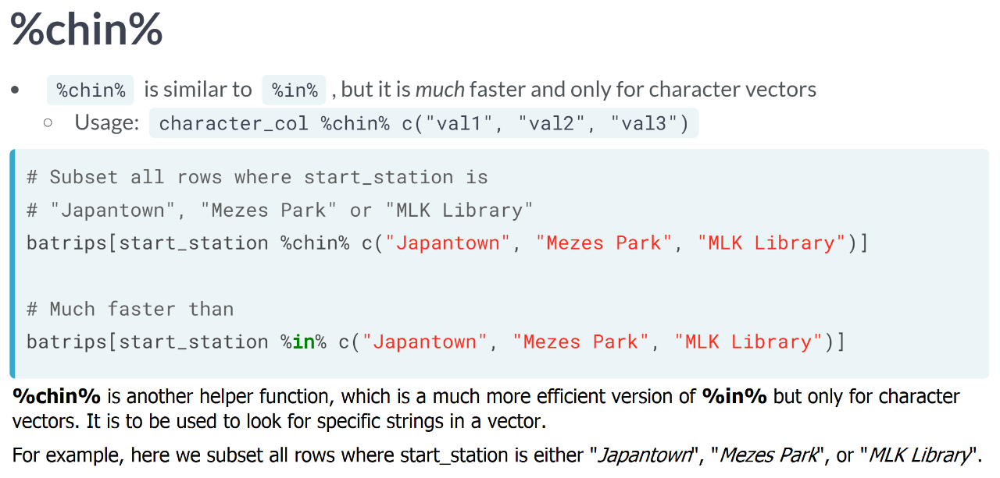 %chin%
• %chin% is similar to %in% , but it is much faster and only for character vectors
○ Usage: character_col %chin% c("val1", "val2", "val3")
# Subset all rows where start_station is
# "Japantown", "Mezes Park" or "MLK Library"
batrips[start_station %chin% c("Japantown", "Mezes Park", "MLK Library")]
# Much faster than
batrips[start_station %in% c("Japantown", "Mezes Park", "MLK Library")]
%chin% is another helper function, which is a much more efficient version of %in% but only for character
vectors. It is to be used to look for specific strings in a vector.
For example, here we subset all rows where start_station is either "Japantown", "Mezes Park", or "MLK Library".